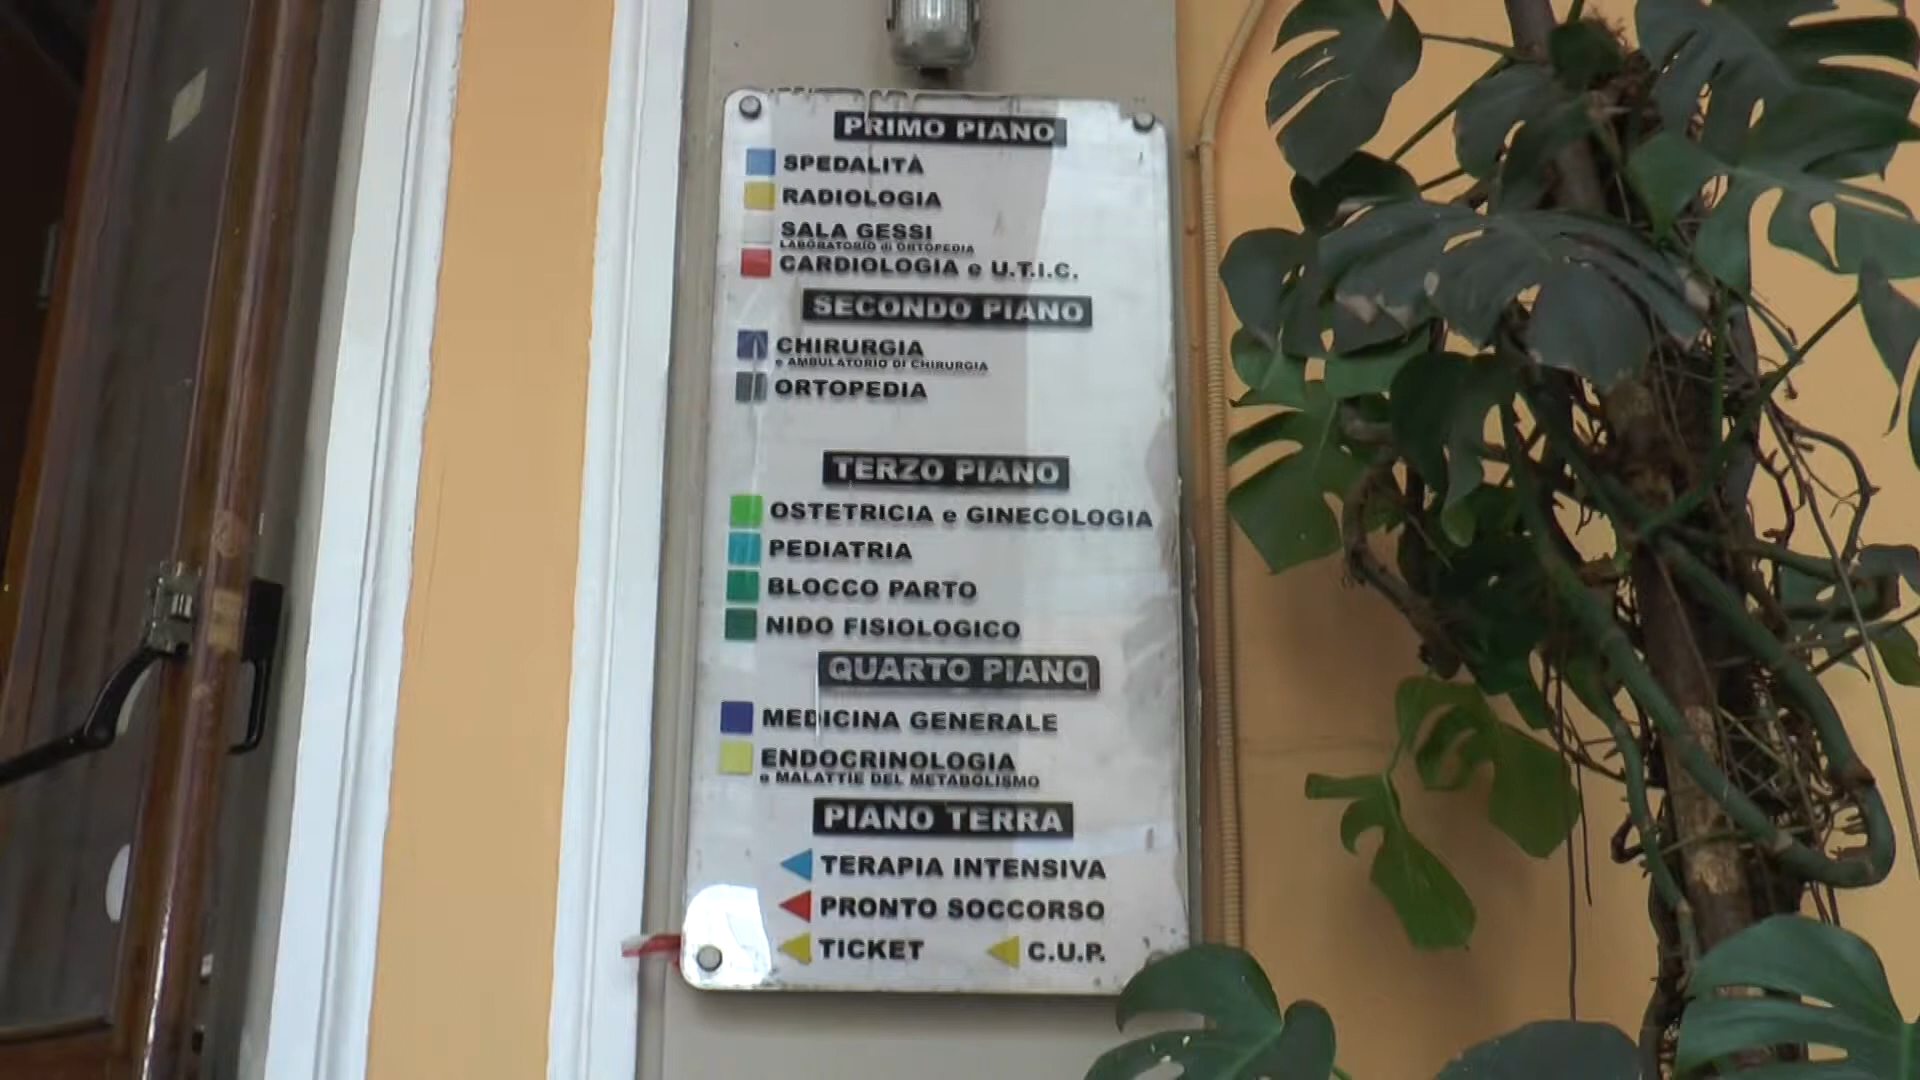 PRIMO PIANO
SPEDALITÀ
RADIOLOGIA
SALA GESSI
LABORATORIO di ORTOPEDIA
CARDIOLOGIA e U.T.I.C.
SECONDO PIANO
CHIRURGIA
e AMBULATORIO DI CHIRURGIA
ORTOPEDIA
TERZO PIANO
OSTETRICIA e GINECOLOGIA
PEDIATRIA
BLOCCO PARTO
NIDO FISIOLOGICO
QUARTO PIANO
MEDICINA GENERALE
ENDOCRINOLOGIA
e MALATTIE DEL METABOLISMO
PIANO TERRA
TERAPIA INTENSIVA
PRONTO SOCCORSO
TICKET C.U.P.